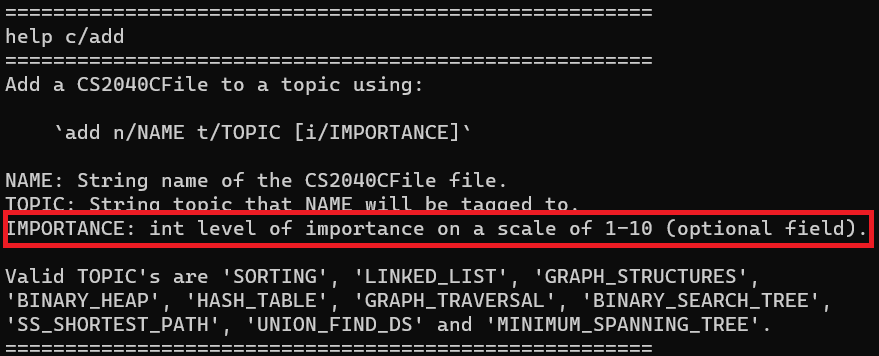 ======================================================
help c/add
======================================================
Add a CS2040CFile to a topic using:
`add n/NAME t/TOPIC [i/IMPORTANCE]`
NAME: String name of the CS2040CFile file.
TOPIC: String topic that NAME will be tagged to.
IMPORTANCE: int level of importance on a scale of 1-10 (optional field).
Valid TOPIC's are 'SORTING', 'LINKED_LIST', 'GRAPH_STRUCTURES',
'BINARY_HEAP', 'HASH_TABLE', 'GRAPH_TRAVERSAL', 'BINARY_SEARCH_TREE',
'SS_SHORTEST_PATH', 'UNION_FIND_DS' and 'MINIMUM_SPANNING_TREE'.
======================================================